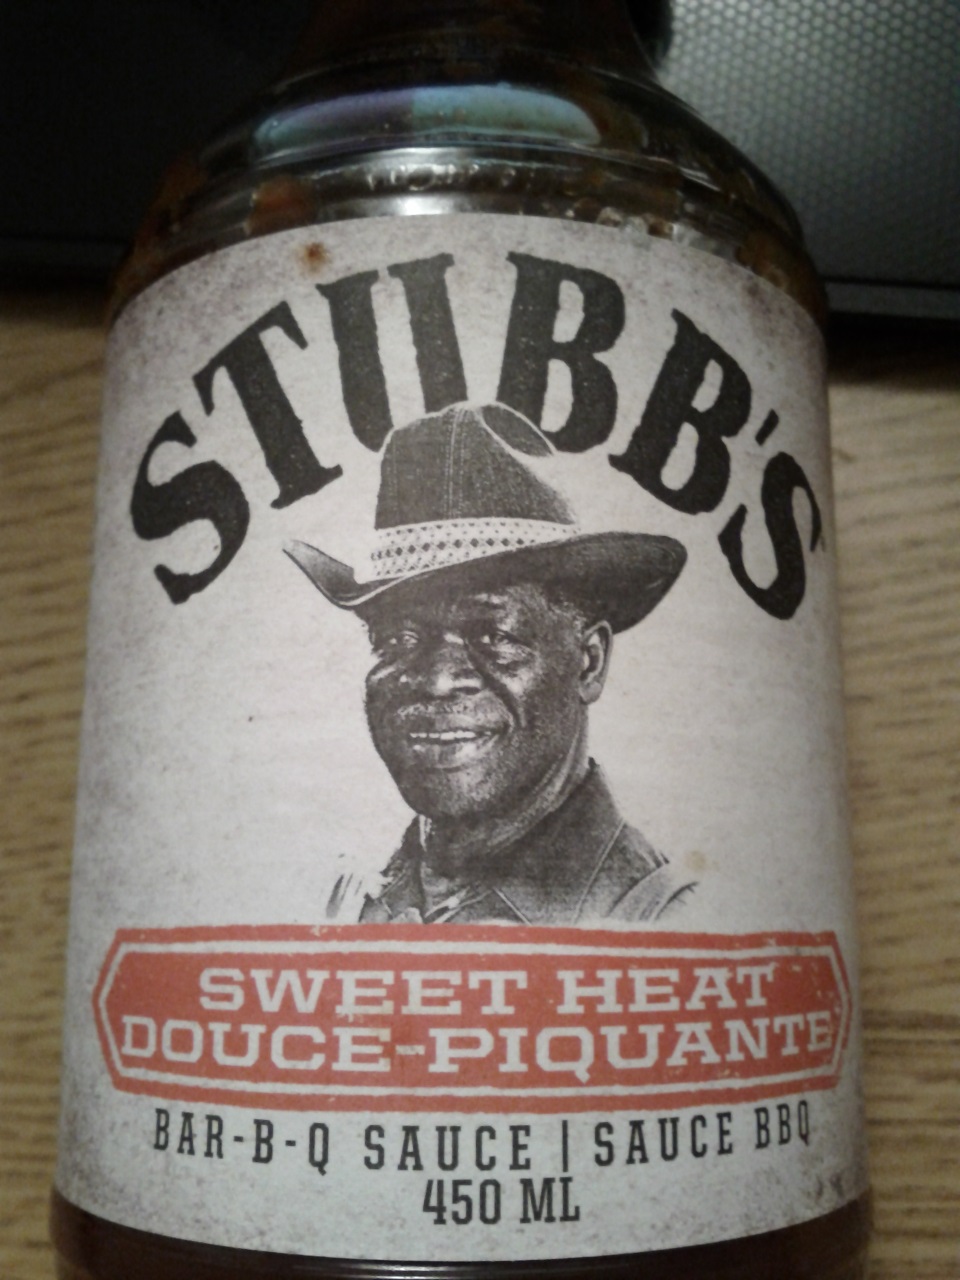 STUBB'S
SWEET HEAT
DOUCE-PIQUANTE
BAR-B-Q SAUCE | SAUCE BBQ
450 ML